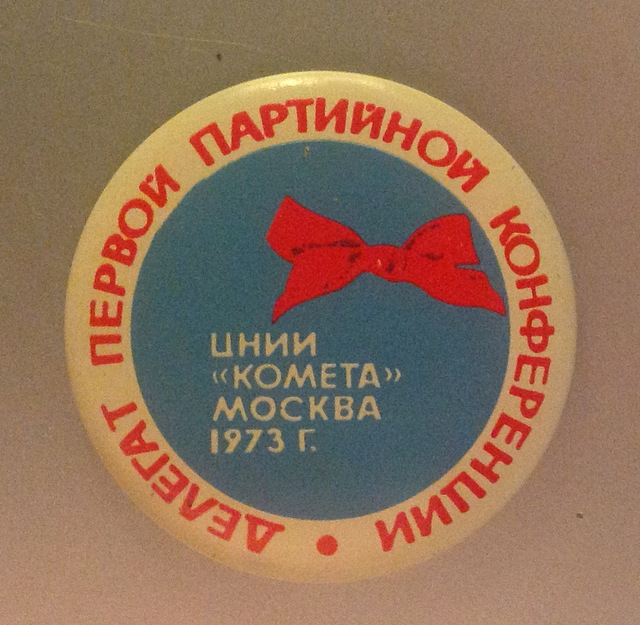 ДЕЛЕГАТ ПЕРВОЙ ПАРТИЙНОЙ КОНФЕРЕНЦИИ •
ЦНИИ
«КОМЕТА»
МОСКВА
1973 Г.